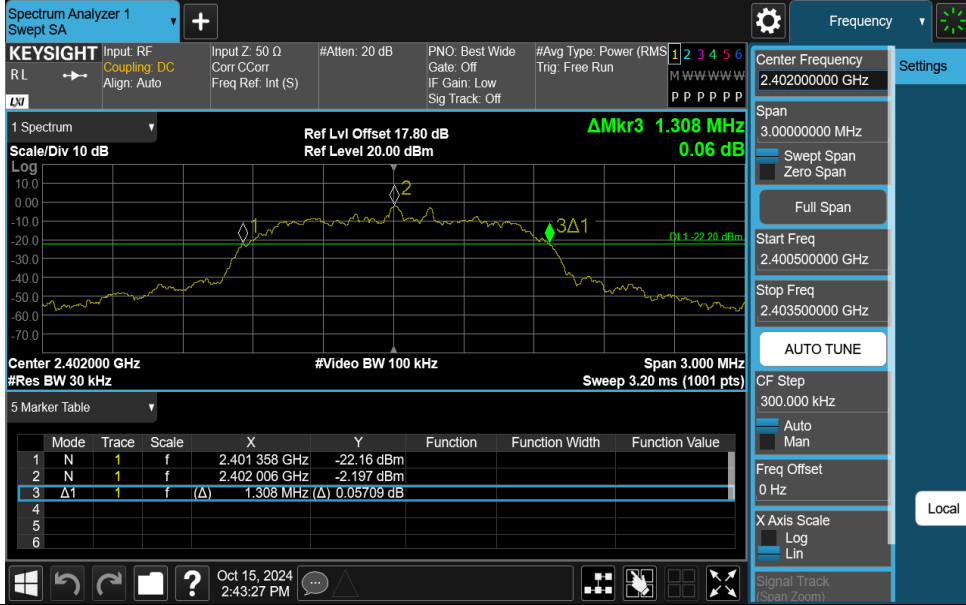 Spectrum Analyzer 1
Swept SA
Frequency
KEYSIGHT
RL
LXI
Input: RF
Coupling: DC
Align: Auto
Input Z: 50 Ω
Corr CCorr
Freq Ref: Int (S)
#Atten: 20 dB
PNO: Best Wide
Gate: Off
IF Gain: Low
Sig Track: Off
#Avg Type: Power (RMS
Trig: Free Run
1 2 3 4 5 6
M W W W W W
P P P P P P
1 Spectrum
Scale/Div 10 dB
Ref Lvl Offset 17.80 dB
Ref Level 20.00 dBm
ΔMkr3 1.308 MHz
0.06 dB
Log
10.0
0.00
-10.0
-20.0
-30.0
-40.0
-50.0
-60.0
-70.0
1
2
3Δ1
DL1 -22.20 dBm
Center 2.402000 GHz
#Video BW 100 kHz
Span 3.000 MHz
#Res BW 30 kHz
Sweep 3.20 ms (1001 pts)
5 Marker Table
Mode Trace Scale X Y Function Function Width Function Value
1 N 1 f 2.401 358 GHz -22.16 dBm
2 N 1 f 2.402 006 GHz -2.197 dBm
3 Δ1 1 f (Δ) 1.308 MHz (Δ) 0.05709 dB
4
5
6
Oct 15, 2024
2:43:27 PM
Center Frequency
2.402000000 GHz
Settings
Span
3.00000000 MHz
Swept Span
Zero Span
Full Span
Start Freq
2.400500000 GHz
Stop Freq
2.403500000 GHz
AUTO TUNE
CF Step
300.000 kHz
Auto
Man
Freq Offset
0 Hz
Local
X Axis Scale
Log
Lin
Signal Track
(Span Zoom)